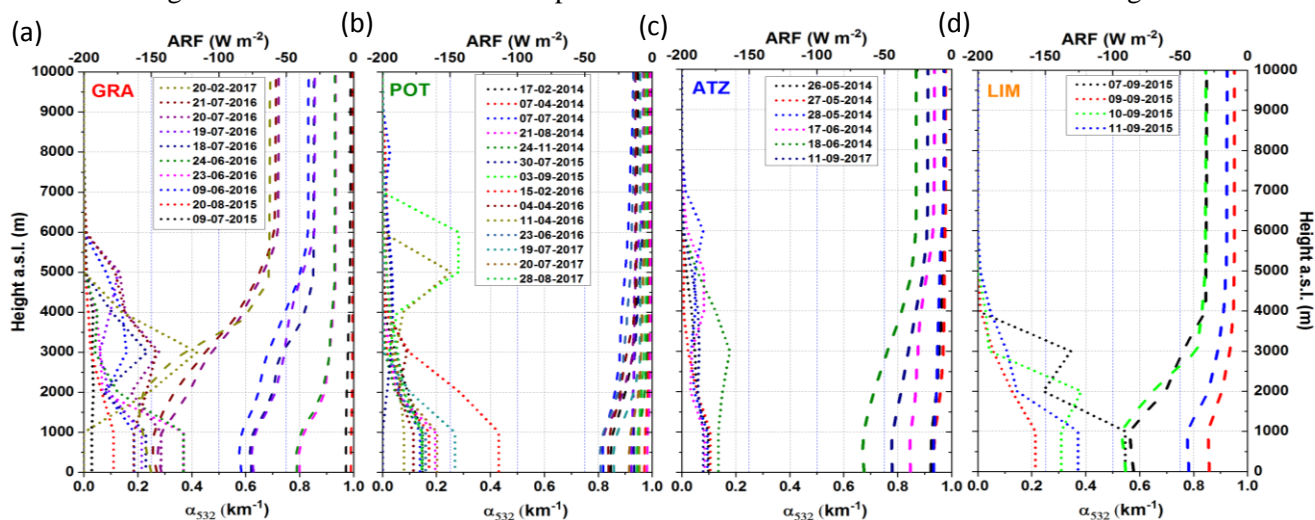 (a)
ARF (W m-2)
-200 -150 -100 -50 0
10000
9000
8000
7000
6000
5000
4000
3000
2000
1000
0
Height a.s.l. (m)
GRA
20-02-2017
21-07-2016
20-07-2016
19-07-2016
18-07-2016
24-06-2016
23-06-2016
09-06-2016
20-08-2015
09-07-2015
0.0 0.2 0.4 0.6 0.8 1.0
α532 (km-1)
(b)
ARF (W m-2)
-200 -150 -100 -50 0
POT
17-02-2014
07-04-2014
07-07-2014
21-08-2014
24-11-2014
30-07-2015
03-09-2015
15-02-2016
04-04-2016
11-04-2016
23-06-2016
19-07-2017
20-07-2017
28-08-2017
0.0 0.2 0.4 0.6 0.8 1.0
α532 (km-1)
(c)
ARF (W m-2)
-200 -150 -100 -50 0
ATZ
26-05-2014
27-05-2014
28-05-2014
17-06-2014
18-06-2014
11-09-2017
0.0 0.2 0.4 0.6 0.8 1.0
α532 (km-1)
(d)
ARF (W m-2)
-200 -150 -100 -50 0
LIM
07-09-2015
09-09-2015
10-09-2015
11-09-2015
10000
9000
8000
7000
6000
5000
4000
3000
2000
1000
0
Height a.s.l. (m)
0.0 0.2 0.4 0.6 0.8 1.0
α532 (km-1)